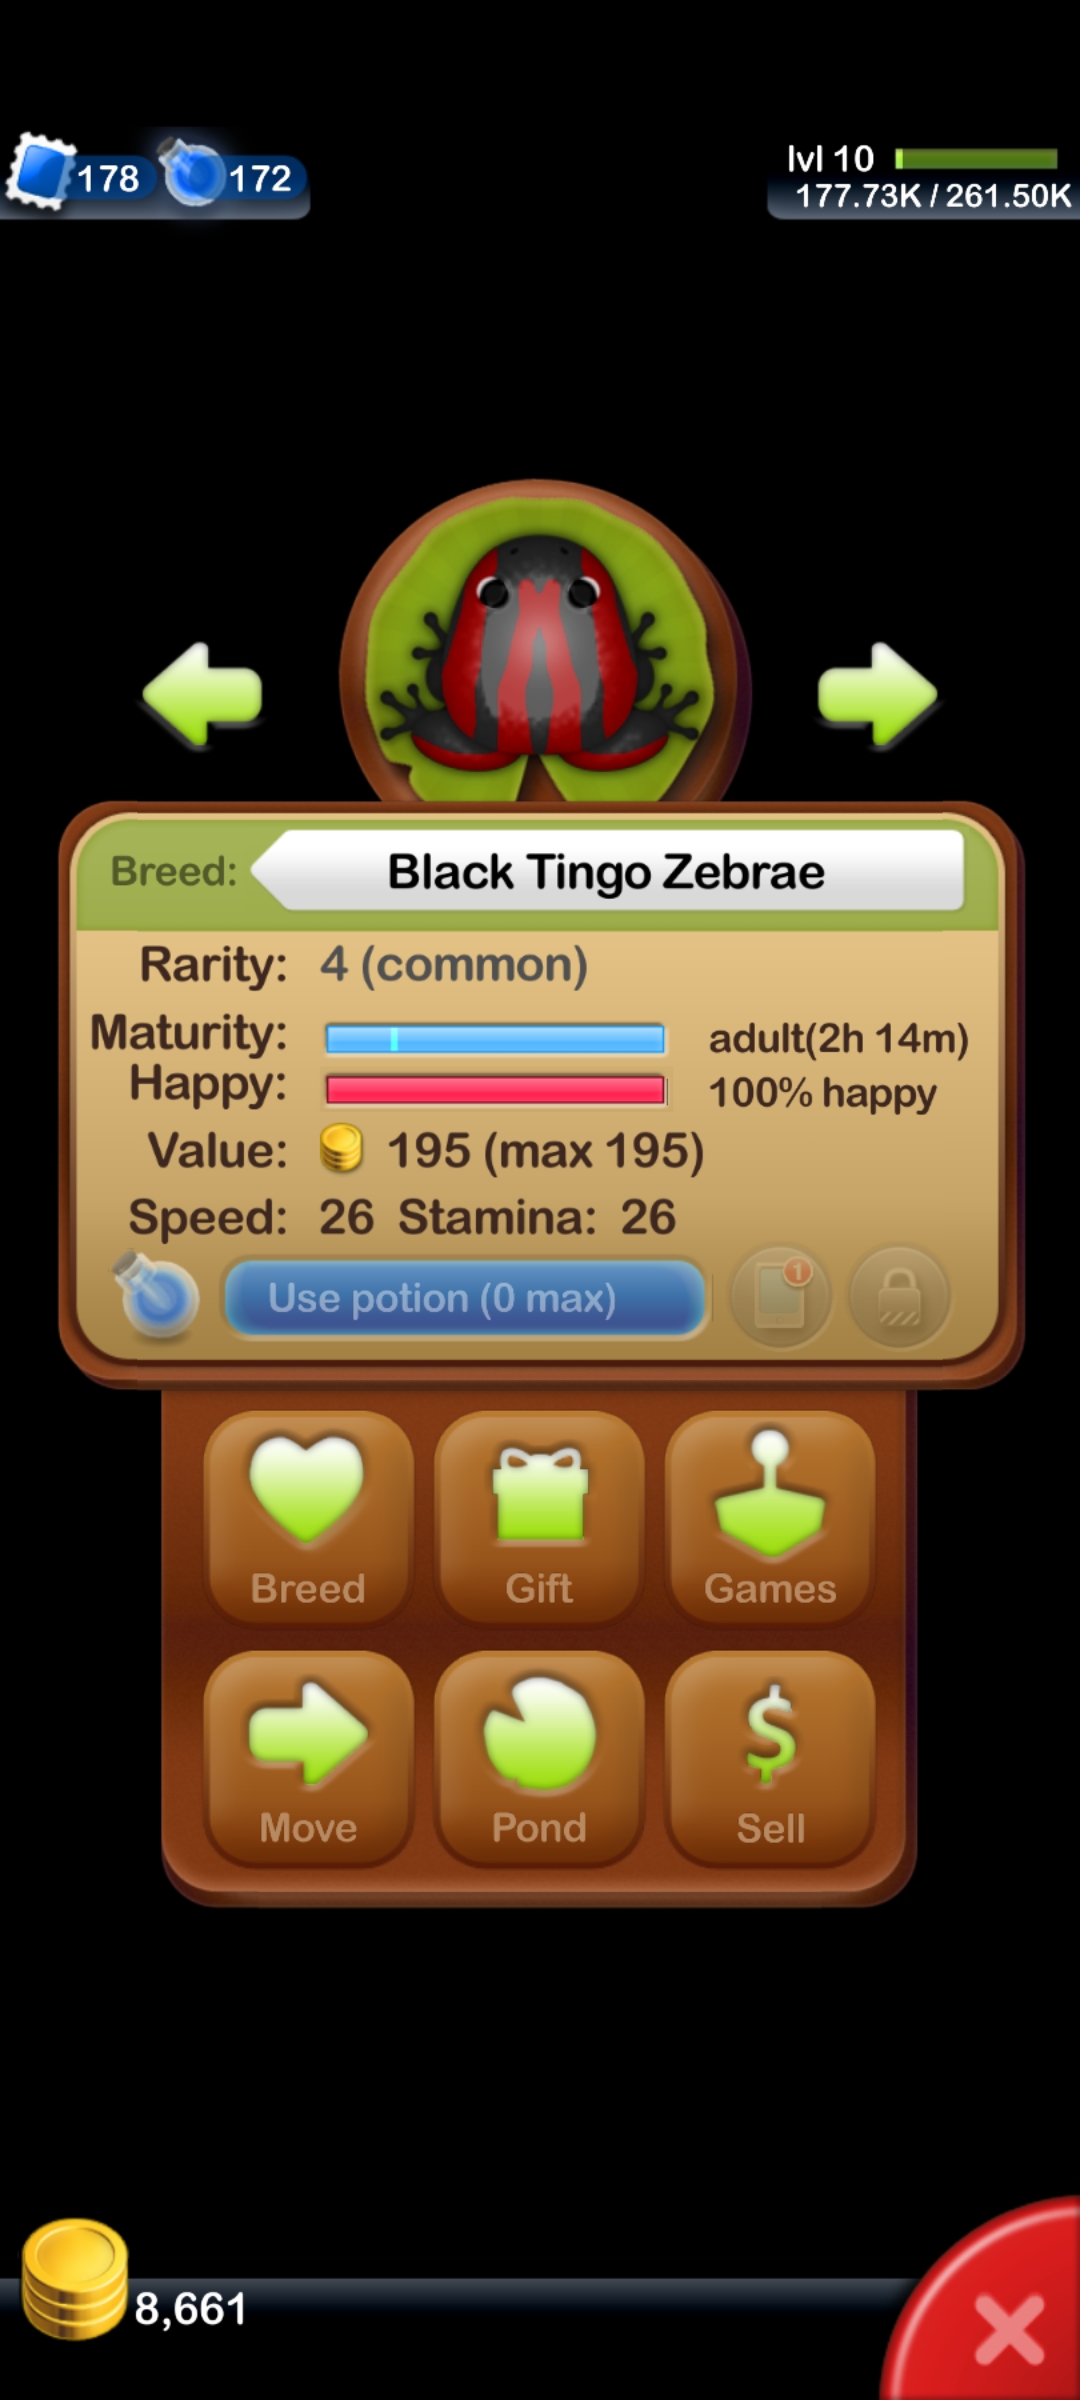 178 172
lvl 10
177.73K / 261.50K
Breed: Black Tingo Zebrae
Rarity: 4 (common)
Maturity: adult(2h 14m)
Happy: 100% happy
Value: 195 (max 195)
Speed: 26 Stamina: 26
Use potion (0 max) 1
Breed Gift Games
Move Pond Sell
8,661